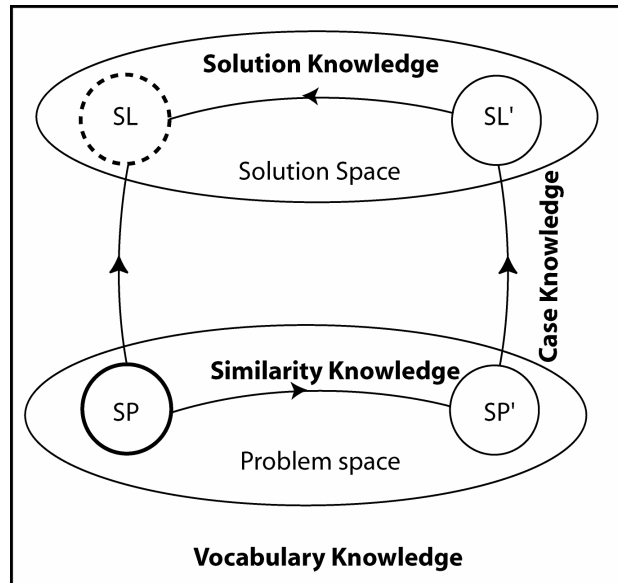 Solution Knowledge
SL
SL'
Solution Space
Case Knowledge
Similarity Knowledge
SP
SP'
Problem space
Vocabulary Knowledge